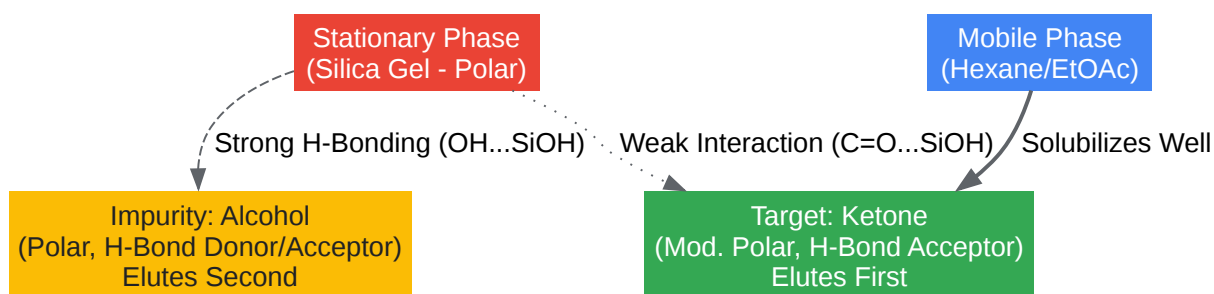 Stationary Phase
(Silica Gel - Polar)
Mobile Phase
(Hexane/EtOAc)
Strong H-Bonding (OH...SiOH)
Weak Interaction (C=O...SiOH)
Solubilizes Well
Impurity: Alcohol
(Polar, H-Bond Donor/Acceptor)
Elutes Second
Target: Ketone
(Mod. Polar, H-Bond Acceptor)
Elutes First